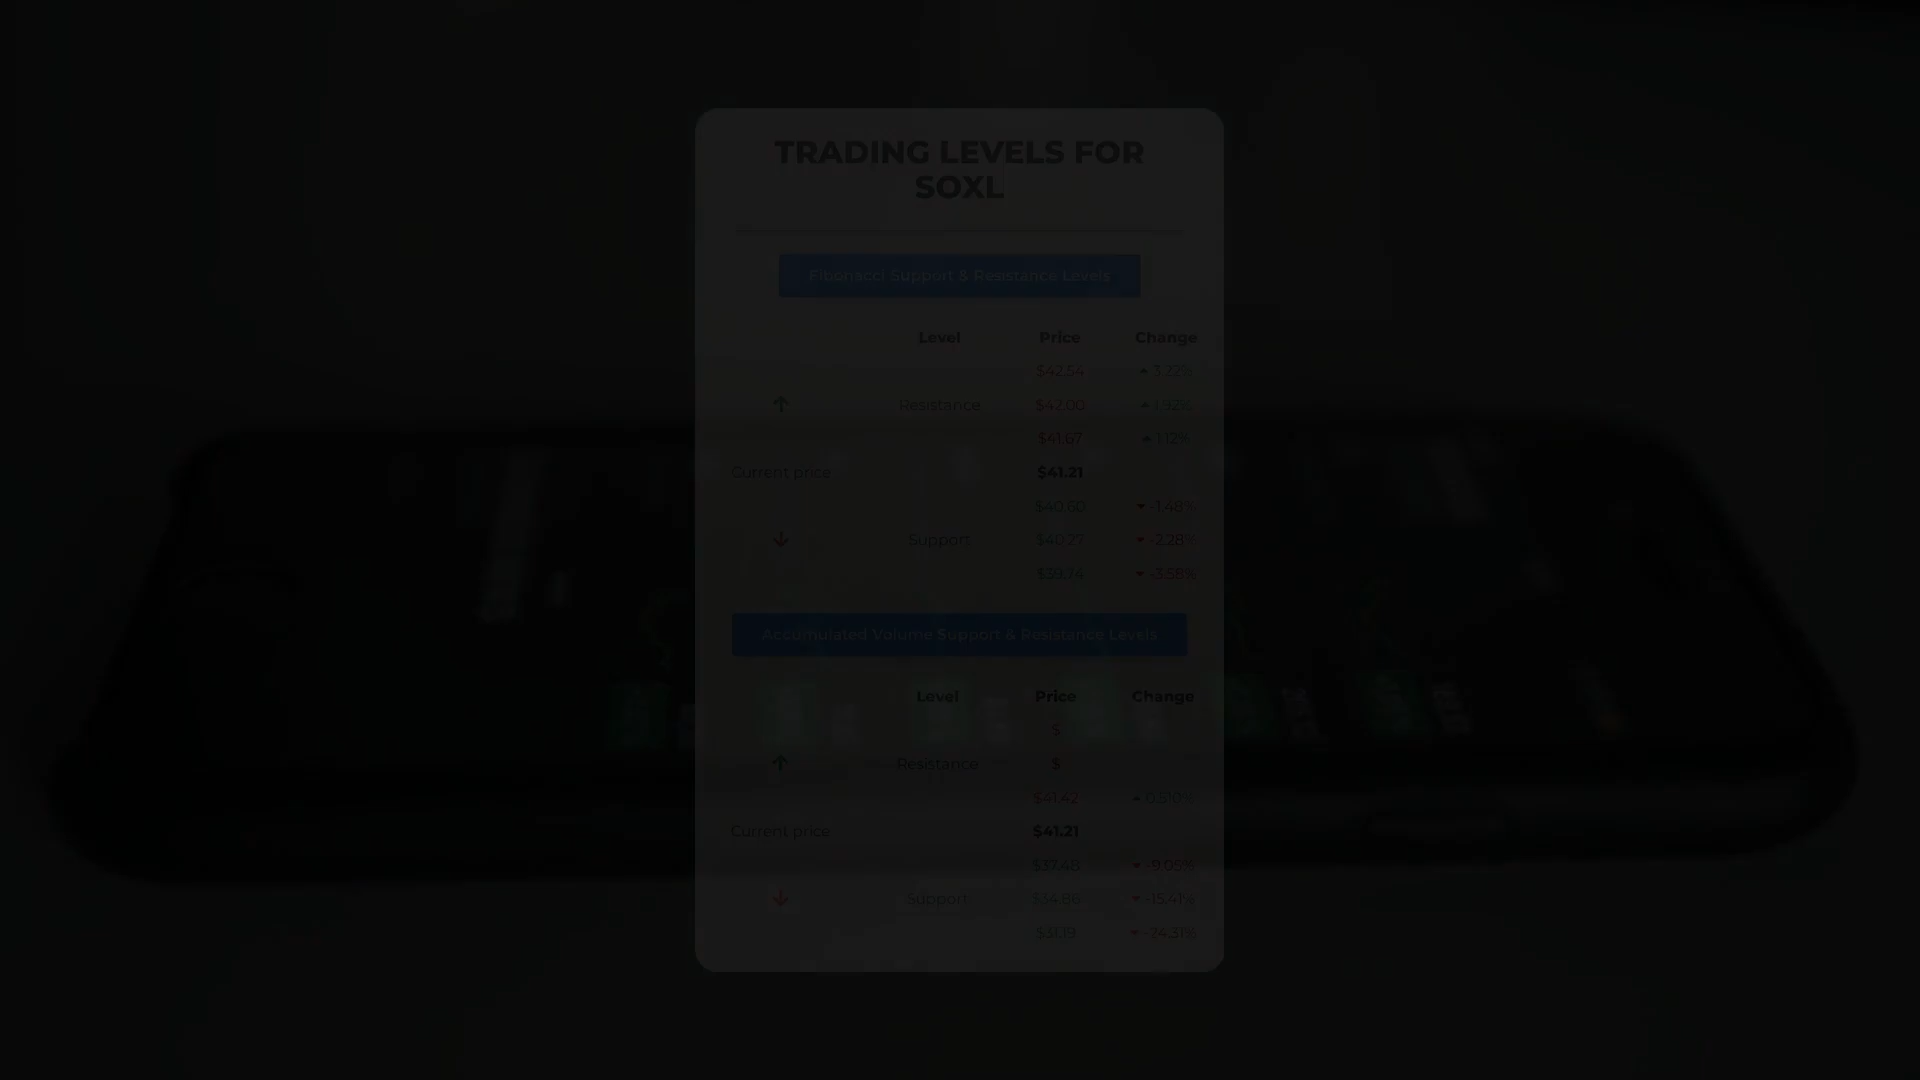 TRADING LEVELS FOR
SOXL
Fibonacci Support & Resistance Levels
Level Price Change
$42.54 3.22%
Resistance $42.00 1.92%
$41.67 1.12%
Current price $41.21
$40.60 -1.48%
Support $40.27 -2.28%
$39.74 -3.58%
Accumulated Volume Support & Resistance Levels
Level Price Change
$
Resistance $
$41.42 0.510%
Current price $41.21
$37.48 -9.05%
Support $34.86 -15.41%
$31.19 -24.31%